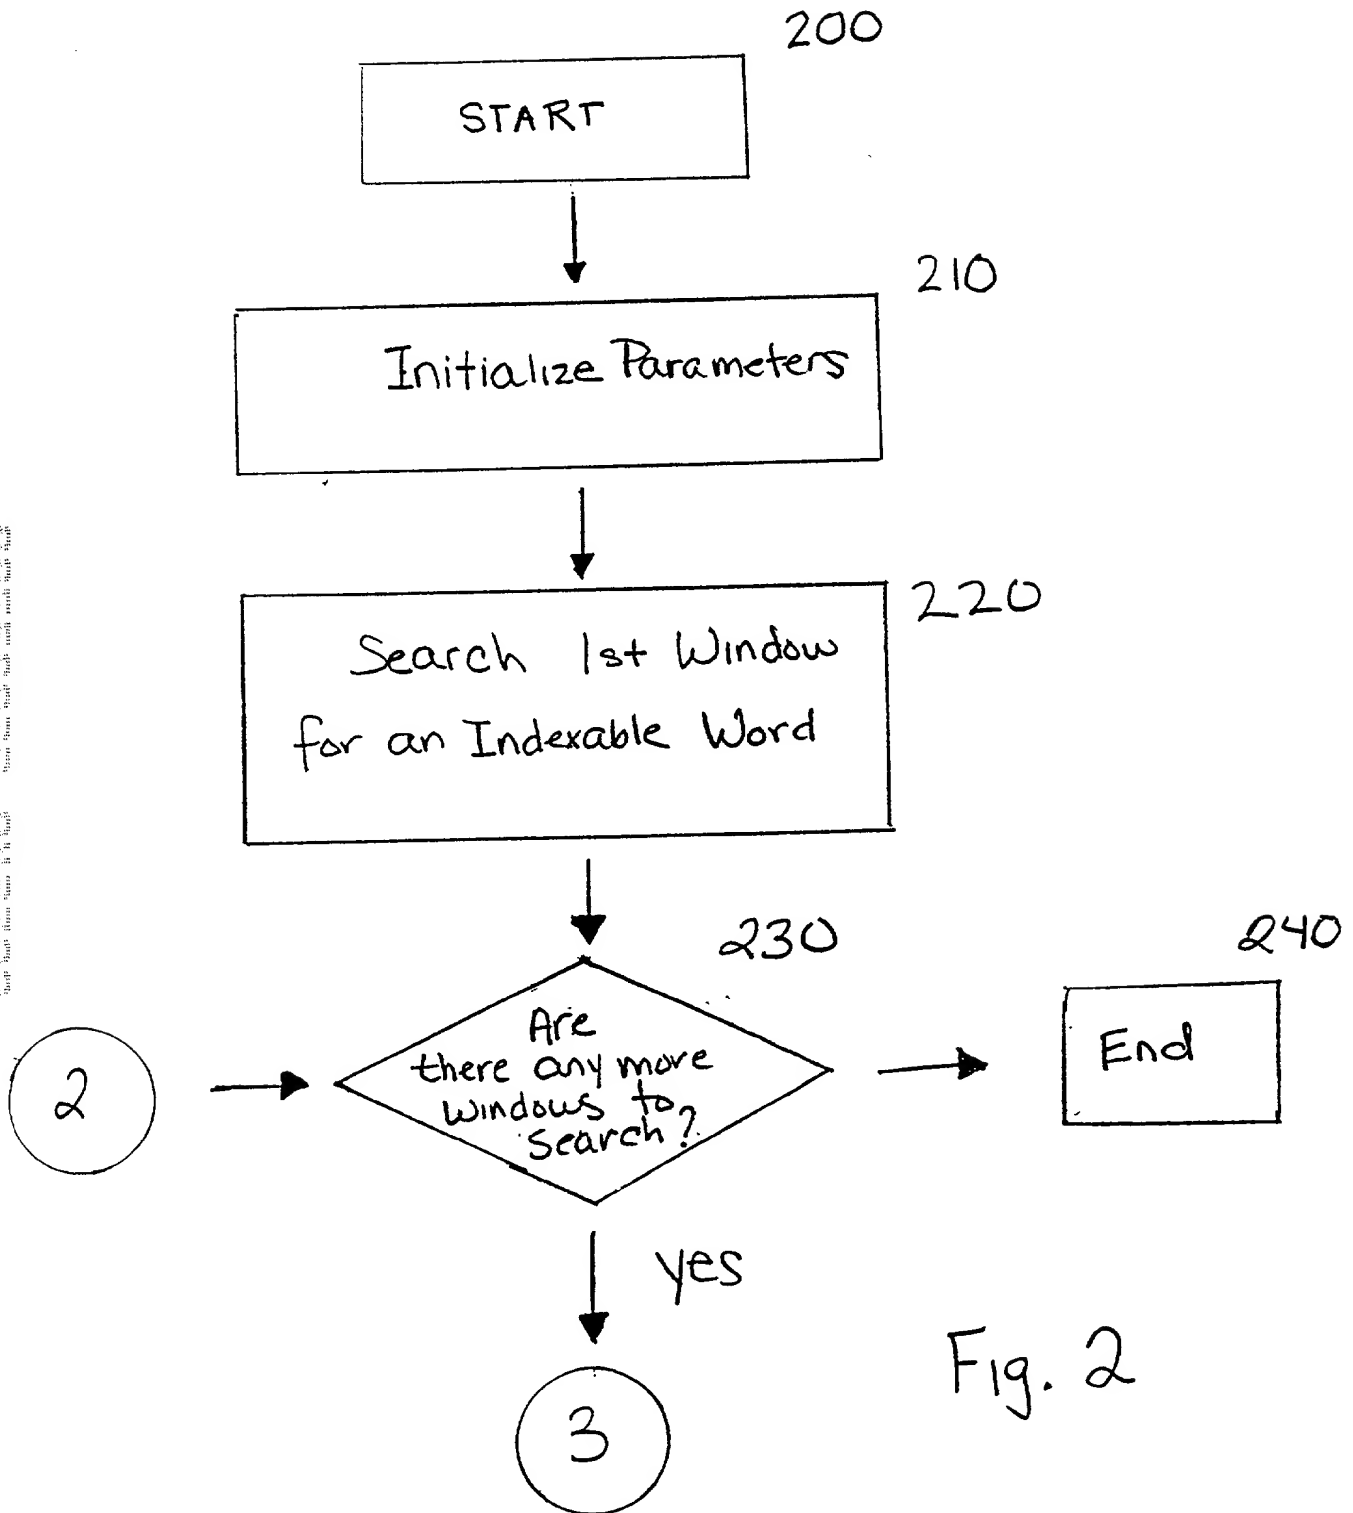 200
START
210
Initialize Parameters
220
Search 1st Window
for an Indexable Word
230
240
Are
there any more
windows to
search?
End
2
yes
Fig. 2
3